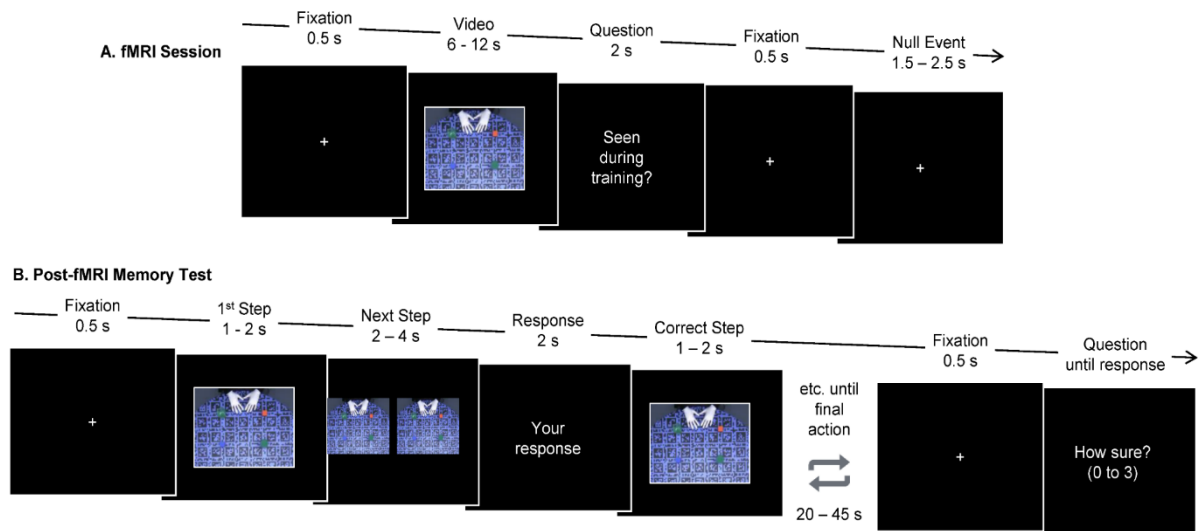 A. fMRI Session
Fixation
0.5 s
Video
6 - 12 s
Question
2 s
Fixation
0.5 s
Null Event
1.5 – 2.5 s
+
Seen
during
training?
+
+
B. Post-fMRI Memory Test
Fixation
0.5 s
1st Step
1 - 2 s
Next Step
2 – 4 s
Response
2 s
Correct Step
1 – 2 s
Fixation
0.5 s
Question
until response
+
Your
response
etc. until
final
action
20 – 45 s
+
How sure?
(0 to 3)